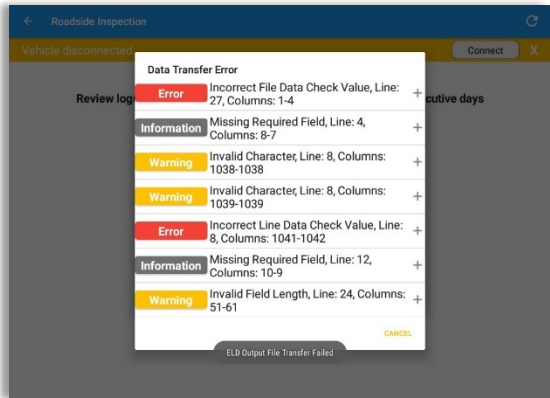 Roadside Inspection
Vehicle disconnected
Connect
X
Data Transfer Error
Review log
cutive days
Error
Incorrect File Data Check Value, Line:
27, Columns: 1-4
+
Information
Missing Required Field, Line: 4,
Columns: 8-7
+
Warning
Invalid Character, Line: 8, Columns:
1038-1038
+
Warning
Invalid Character, Line: 8, Columns:
1039-1039
+
Error
Incorrect Line Data Check Value, Line:
8, Columns: 1041-1042
+
Information
Missing Required Field, Line: 12,
Columns: 10-9
+
Warning
Invalid Field Length, Line: 24, Columns:
51-61
+
CANCEL
ELD Output File Transfer Failed